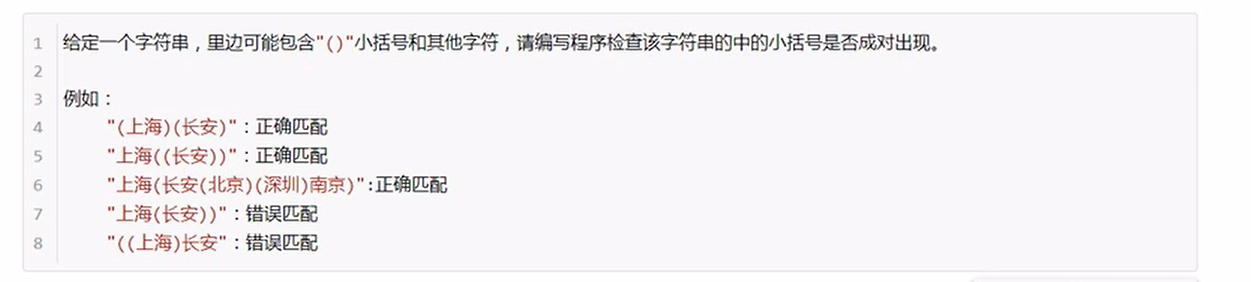 1 给定一个字符串，里边可能包含"()"小括号和其他字符，请编写程序检查该字符串的中的小括号是否成对出现。
2
3 例如：
4 "(上海)(长安)"：正确匹配
5 "上海((长安))"：正确匹配
6 "上海(长安(北京)(深圳)南京)":正确匹配
7 "上海(长安))"：错误匹配
8 "((上海)长安"：错误匹配